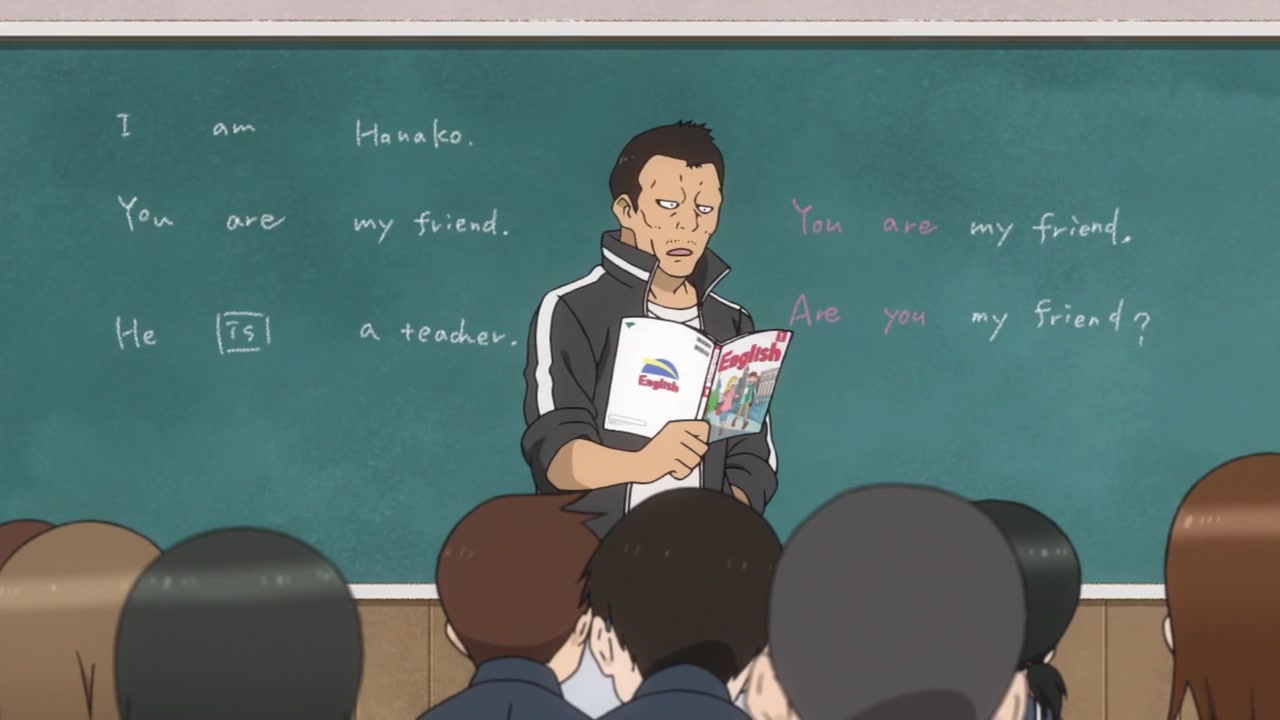 I am Hanako.
You are my friend.
He is a teacher.
You are my friend.
Are you my friend?
English
English
1